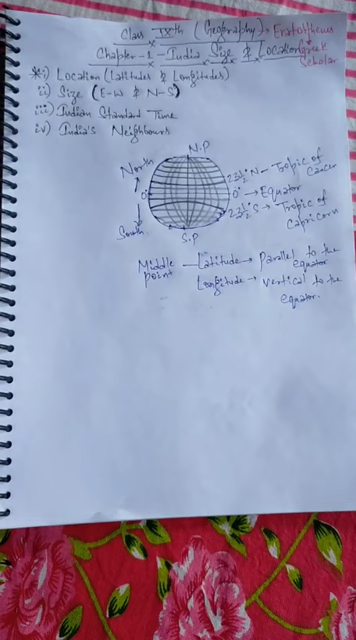 Class IXth (Geography) → Eratosthenes
Greek Scholar
Chapter-1 - India Size & Location
* i) Location (Latitudes & Longitudes)
ii) Size (E-W & N-S)
iii) Indian Standard Time
iv) India's Neighbours
N.P
North
23½°N - Tropic of cancer
0°
0° → Equator
23½°S → Tropic of capricorn
South
S.P
Middle point — Latitude → Parallel to the equator
Longitude → vertical to the equator.